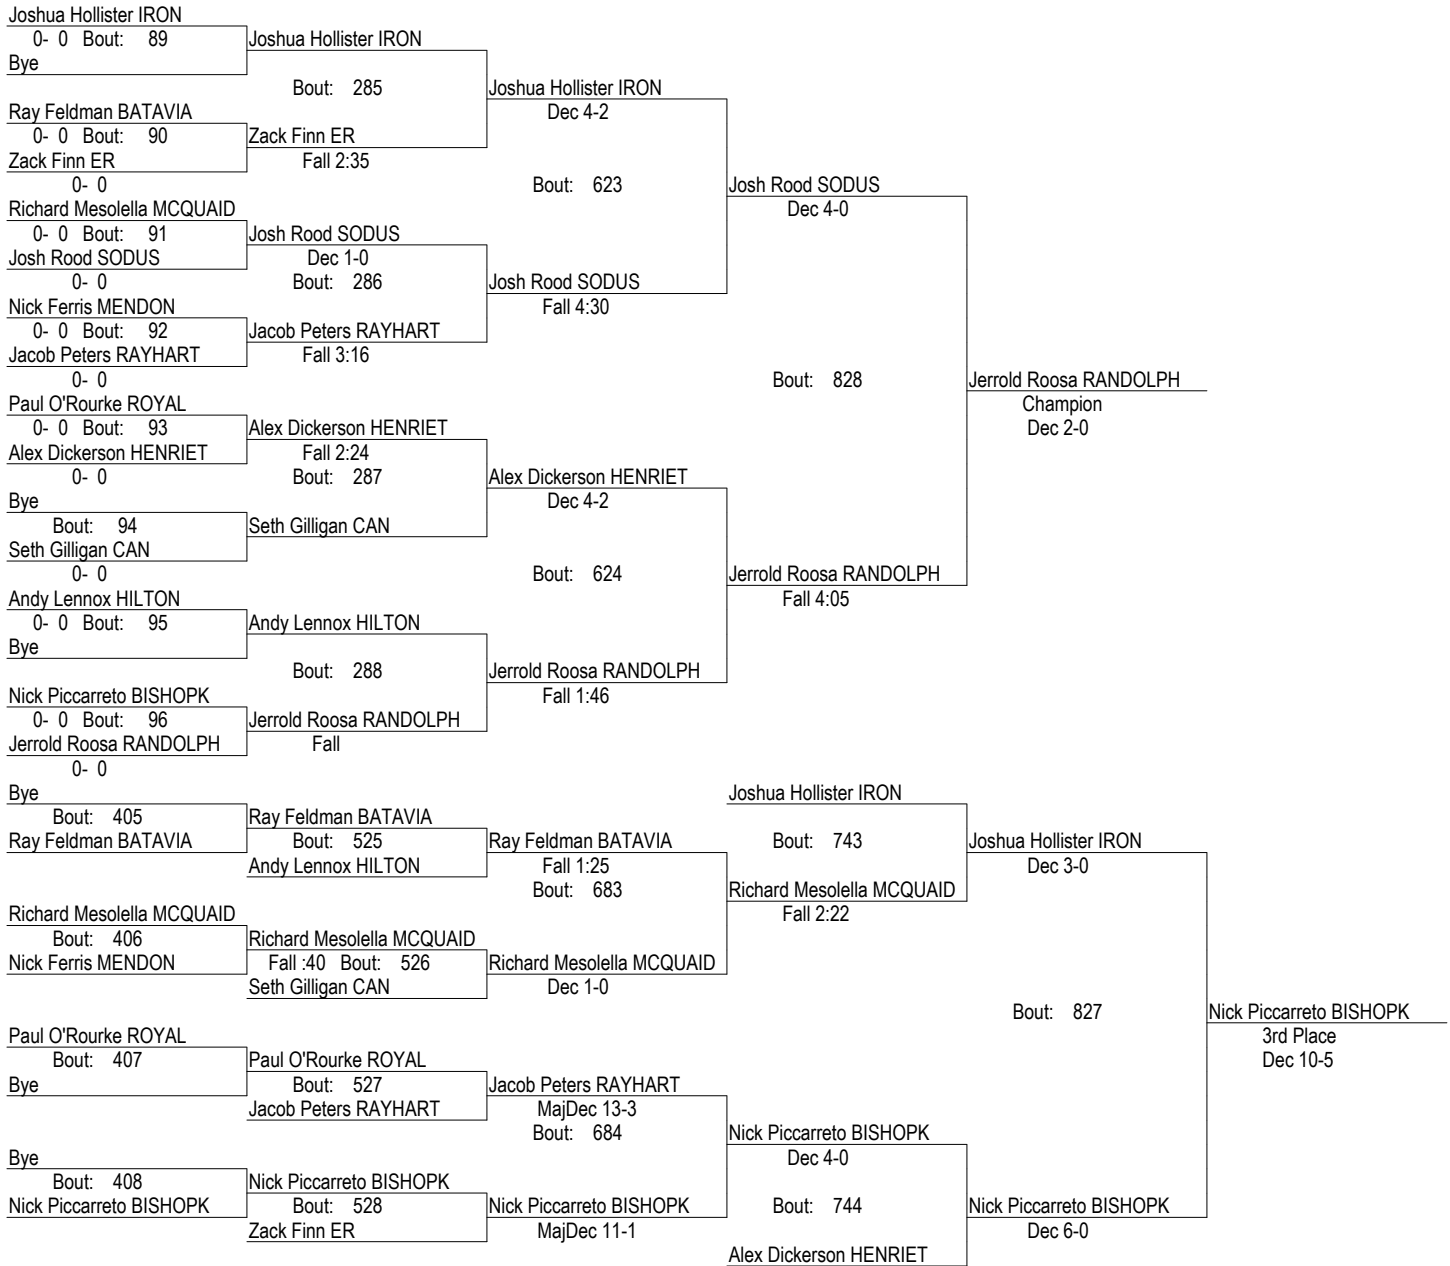 Joshua Hollister IRON
0- 0 Bout: 89 Joshua Hollister IRON
Bye
Bout: 285 Joshua Hollister IRON
Ray Feldman BATAVIA Dec 4-2
0- 0 Bout: 90 Zack Finn ER
Zack Finn ER Fall 2:35
0- 0 Bout: 623 Josh Rood SODUS
Richard Mesolella MCQUAID Dec 4-0
0- 0 Bout: 91 Josh Rood SODUS
Josh Rood SODUS Dec 1-0
0- 0 Bout: 286 Josh Rood SODUS
Nick Ferris MENDON Fall 4:30
0- 0 Bout: 92 Jacob Peters RAYHART
Jacob Peters RAYHART Fall 3:16
0- 0 Bout: 828 Jerrold Roosa RANDOLPH
Paul O'Rourke ROYAL Champion
0- 0 Bout: 93 Alex Dickerson HENRIET Dec 2-0
Alex Dickerson HENRIET Fall 2:24
0- 0 Bout: 287 Alex Dickerson HENRIET
Bye Dec 4-2
Bout: 94 Seth Gilligan CAN
Seth Gilligan CAN
0- 0 Bout: 624 Jerrold Roosa RANDOLPH
Andy Lennox HILTON Fall 4:05
0- 0 Bout: 95 Andy Lennox HILTON
Bye
Bout: 288 Jerrold Roosa RANDOLPH
Nick Piccarreto BISHOPK Fall 1:46
0- 0 Bout: 96 Jerrold Roosa RANDOLPH
Jerrold Roosa RANDOLPH Fall
0- 0
Bye Joshua Hollister IRON
Bout: 405 Ray Feldman BATAVIA
Ray Feldman BATAVIA Bout: 525 Ray Feldman BATAVIA Bout: 743 Joshua Hollister IRON
Andy Lennox HILTON Fall 1:25 Dec 3-0
Bout: 683 Richard Mesolella MCQUAID
Richard Mesolella MCQUAID Fall 2:22
Bout: 406 Richard Mesolella MCQUAID
Nick Ferris MENDON Fall :40 Bout: 526 Richard Mesolella MCQUAID
Seth Gilligan CAN Dec 1-0
Bout: 827 Nick Piccarreto BISHOPK
Paul O'Rourke ROYAL 3rd Place
Bout: 407 Paul O'Rourke ROYAL Dec 10-5
Bye Bout: 527 Jacob Peters RAYHART
Jacob Peters RAYHART MajDec 13-3
Bout: 684 Nick Piccarreto BISHOPK
Bye Dec 4-0
Bout: 408 Nick Piccarreto BISHOPK
Nick Piccarreto BISHOPK Bout: 528 Nick Piccarreto BISHOPK Bout: 744 Nick Piccarreto BISHOPK
Zack Finn ER MajDec 11-1 Dec 6-0
Alex Dickerson HENRIET